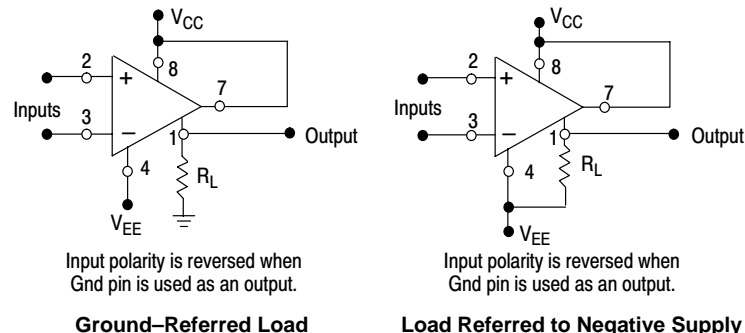 VCC
8
2
+
7
Inputs
3
−
1
Output
4
RL
VEE
Input polarity is reversed when
Gnd pin is used as an output.
Ground–Referred Load
VCC
8
2
+
7
Inputs
3
−
1
Output
4
RL
VEE
Input polarity is reversed when
Gnd pin is used as an output.
Load Referred to Negative Supply